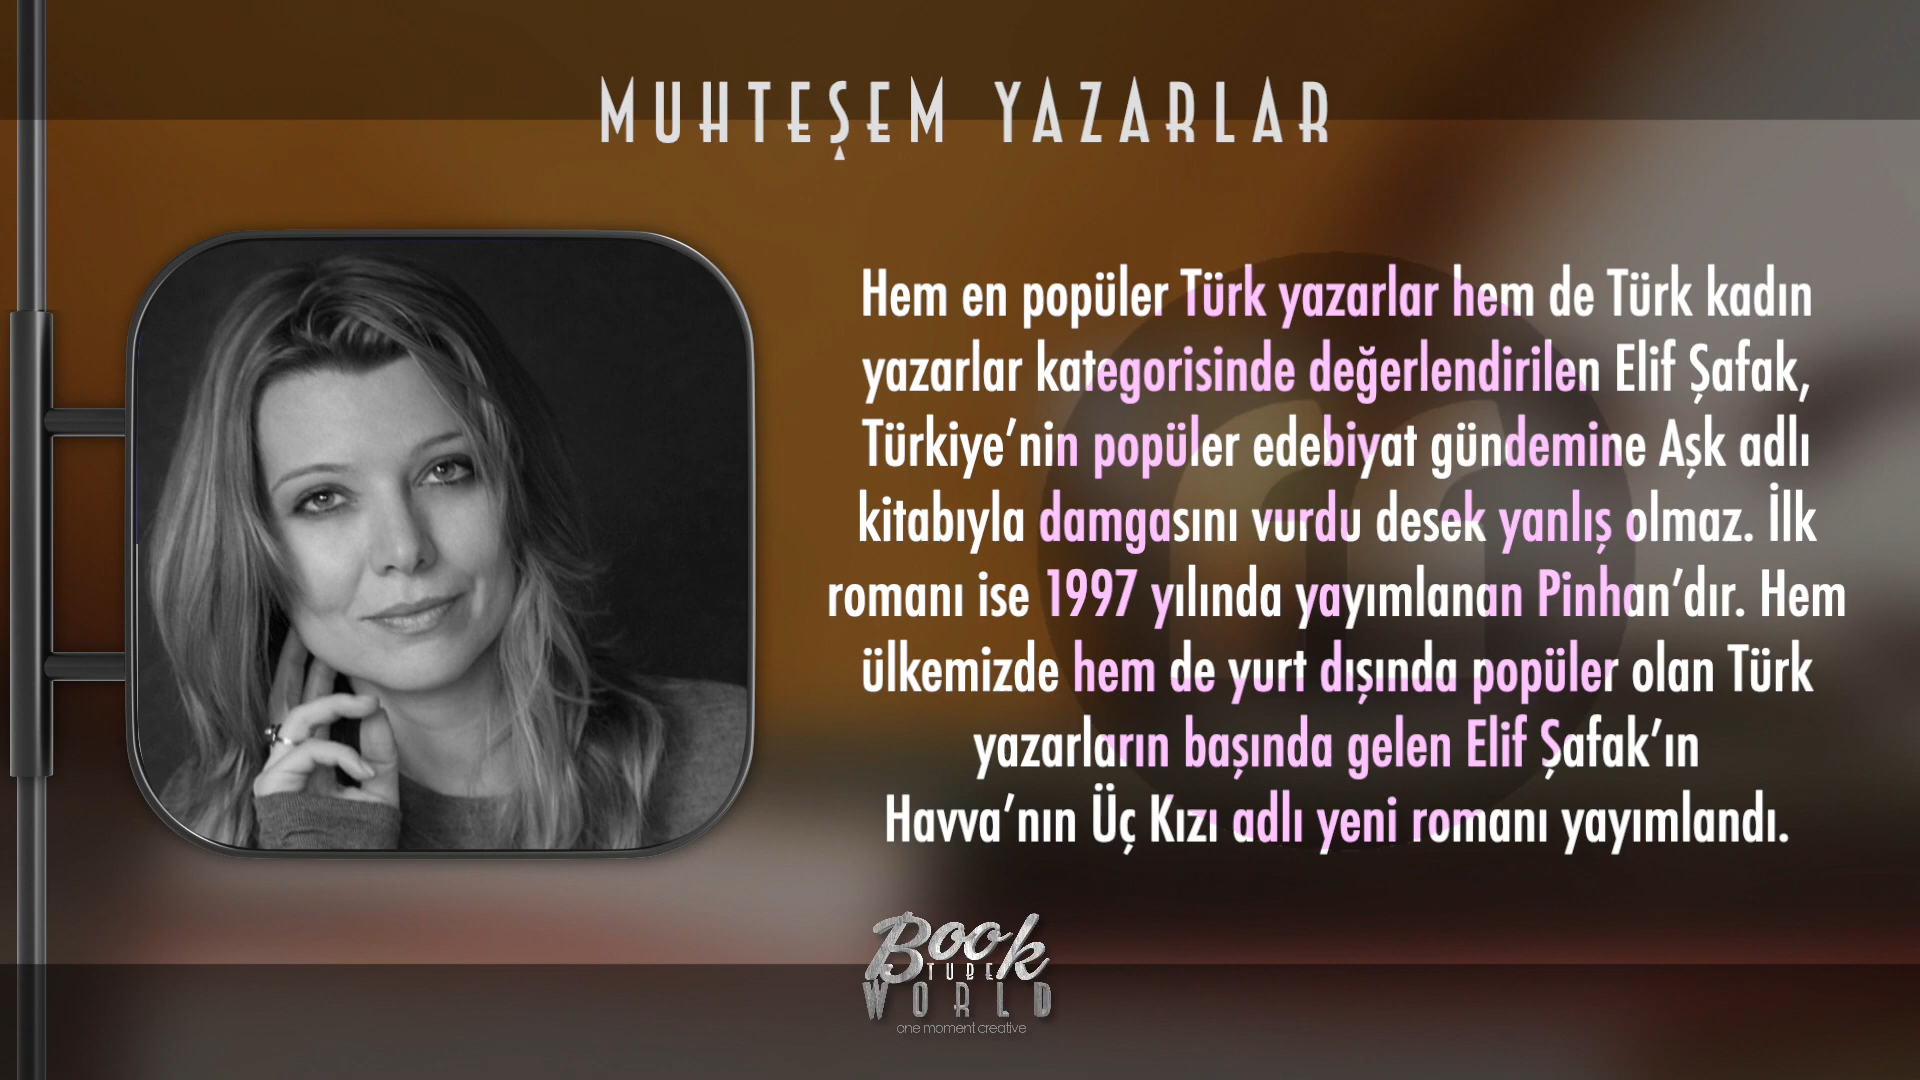 MUHTEŞEM YAZARLAR
Hem en popüler Türk yazarlar hem de Türk kadın
yazarlar kategorisinde değerlendirilen Elif Şafak,
Türkiye’nin popüler edebiyat gündemine Aşk adlı
kitabıyla damgasını vurdu desek yanlış olmaz. İlk
romanı ise 1997 yılında yayımlanan Pinhan’dır. Hem
ülkemizde hem de yurt dışında popüler olan Türk
yazarların başında gelen Elif Şafak’ın
Havva’nın Üç Kızı adlı yeni romanı yayımlandı.
Book
TUBE
WORLD
one moment creative